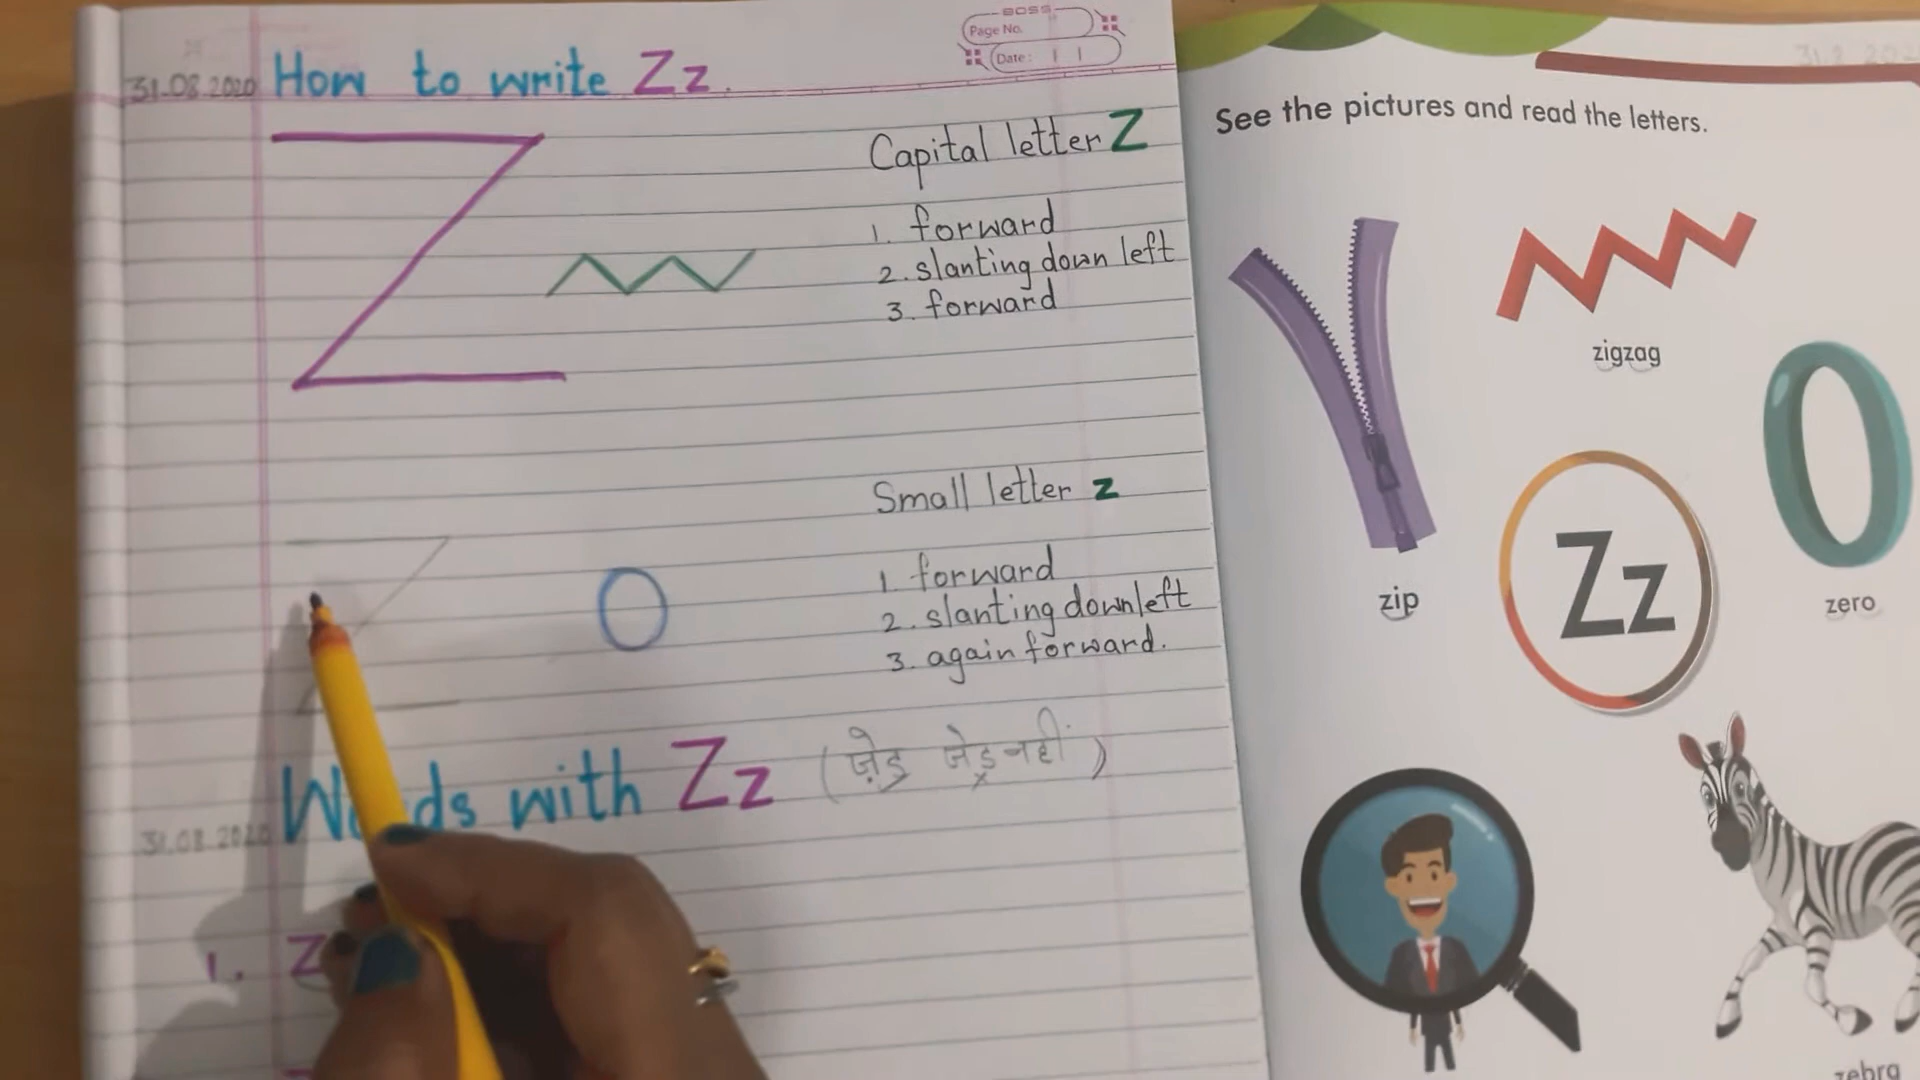 BOSS
Page No.
Date:
31.08.2020 How to write Zz.
Capital letter Z
1. forward
2. slanting down left
3. forward
Small letter z
1. forward
2. slanting down left
3. again forward.
Words with Zz (ज़ेड जेड़ नहीं)
31.08.2020
1. Z
See the pictures and read the letters.
zigzag
zip
Zz
zero
zebra